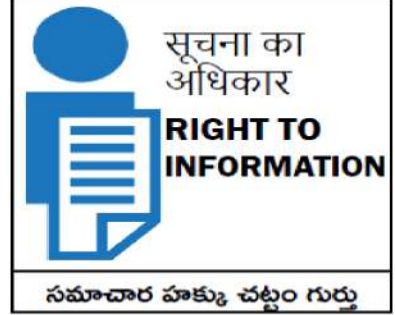 सूचना का
अधिकार
RIGHT TO
INFORMATION
సమాచార హక్కు చట్టం గుర్తు